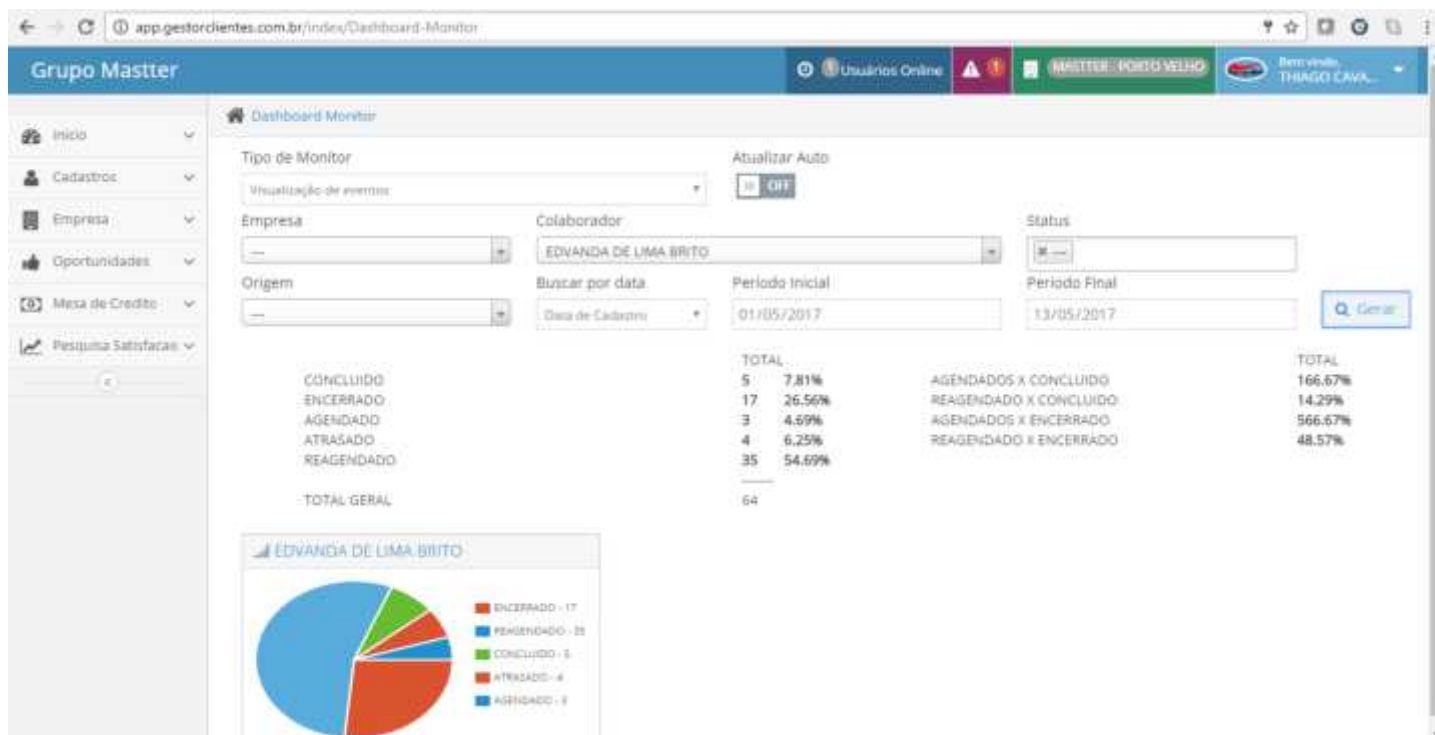 app.gestorclientes.com.br/index/Dashboard-Monitor
Grupo Mastter
Usuários Online
MASTTER - PORTO VELHO
Bem vindo,
THIAGO CAVA...
Dashboard Monitor
Inicio
Cadastros
Empresa
Oportunidades
Mesa de Credito
Pesquisa Satisfacao
Tipo de Monitor
Atualizar Auto
Visualização de eventos
OFF
Empresa
Colaborador
Status
---
EDVANDA DE LIMA BRITO
---
Origem
Buscar por data
Periodo Inicial
Periodo Final
---
Data de Cadastro
01/05/2017
13/05/2017
Gerar
TOTAL
TOTAL
CONCLUIDO 5 7.81% AGENDADOS X CONCLUIDO 166.67%
ENCERRADO 17 26.56% REAGENDADO X CONCLUIDO 14.29%
AGENDADO 3 4.69% AGENDADOS X ENCERRADO 566.67%
ATRASADO 4 6.25% REAGENDADO X ENCERRADO 48.57%
REAGENDADO 35 54.69%
TOTAL GERAL 64
EDVANDA DE LIMA BRITO
ENCERRADO - 17
REAGENDADO - 35
CONCLUIDO - 5
ATRASADO - 4
AGENDADO - 3